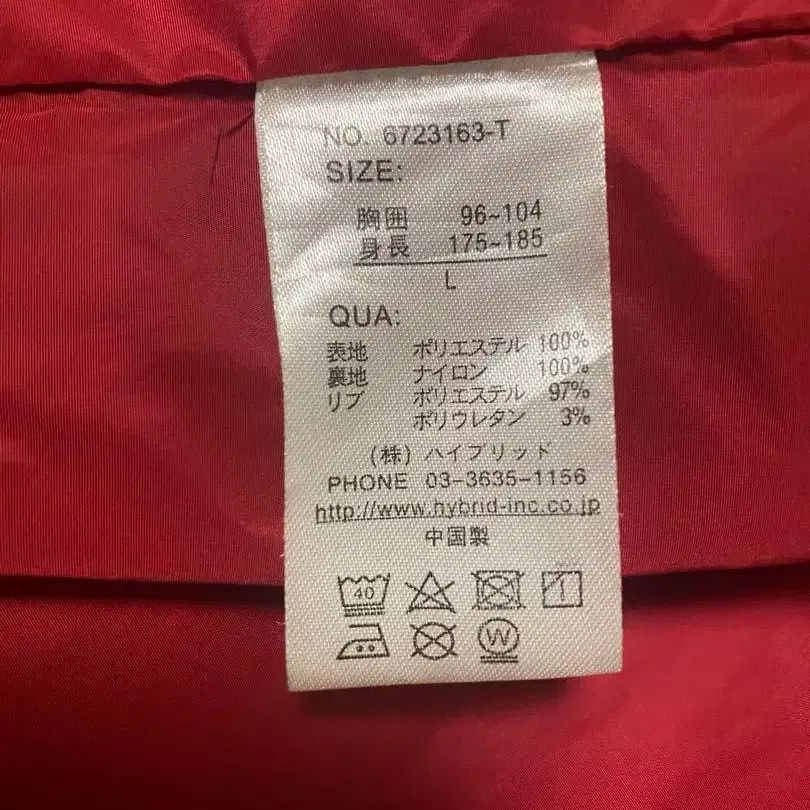 NO. 6723163-T
SIZE:
胸囲 96~104
身長 175~185
L
QUA:
表地 ポリエステル 100%
裏地 ナイロン 100%
リブ ポリエステル 97%
ポリウレタン 3%
(株) ハイブリッド
PHONE 03-3635-1156
http://www.hybrid-inc.co.jp
中国製
40
W